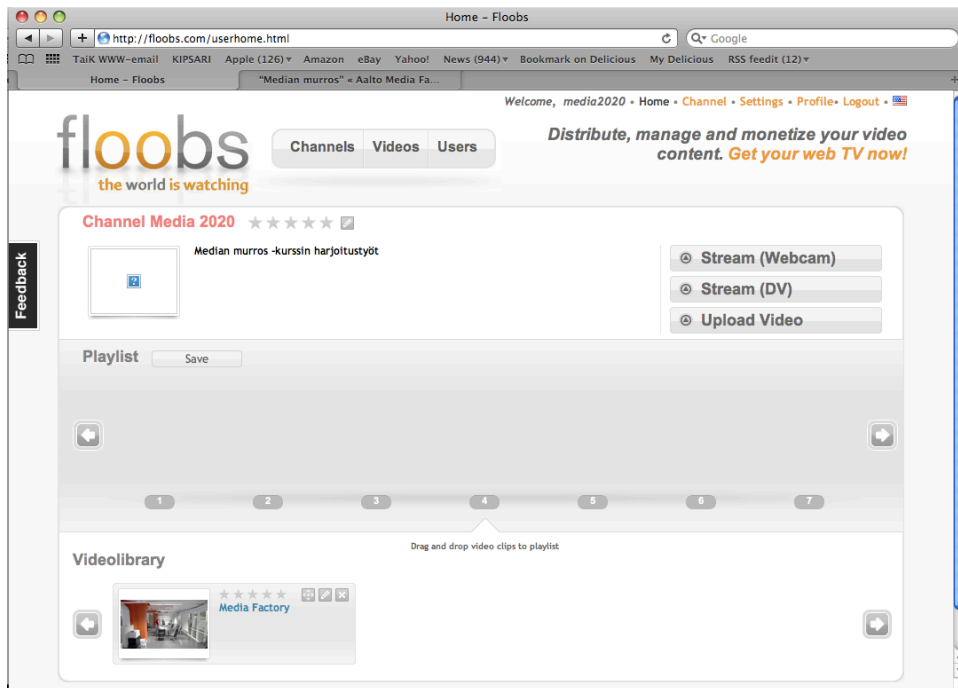 Home – Floobs
http://floobs.com/userhome.html
Google
TaiK WWW-email KIPSARI Apple (126) Amazon eBay Yahoo! News (944) Bookmark on Delicious My Delicious RSS feedit (12)
Home – Floobs
"Median murros" « Aalto Media Fa...
Welcome, media2020 • Home • Channel • Settings • Profile • Logout •
floobs
the world is watching
Channels Videos Users
Distribute, manage and monetize your video
content. Get your web TV now!
Feedback
Channel Media 2020
Median murros -kurssin harjoitustyöt
Stream (Webcam)
Stream (DV)
Upload Video
Playlist
Save
1 2 3 4 5 6 7
Drag and drop video clips to playlist
Videolibrary
Media Factory